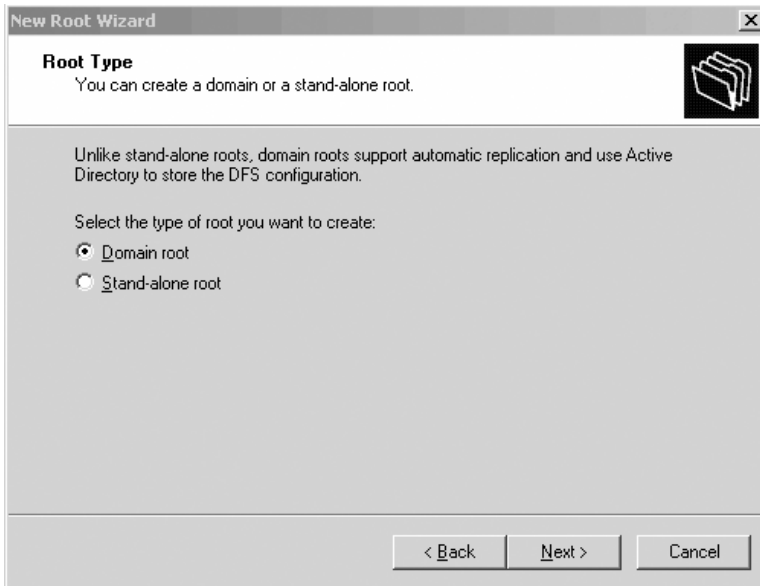 New Root Wizard
Root Type
You can create a domain or a stand-alone root.
Unlike stand-alone roots, domain roots support automatic replication and use Active
Directory to store the DFS configuration.
Select the type of root you want to create:
Domain root
Stand-alone root
< Back
Next >
Cancel